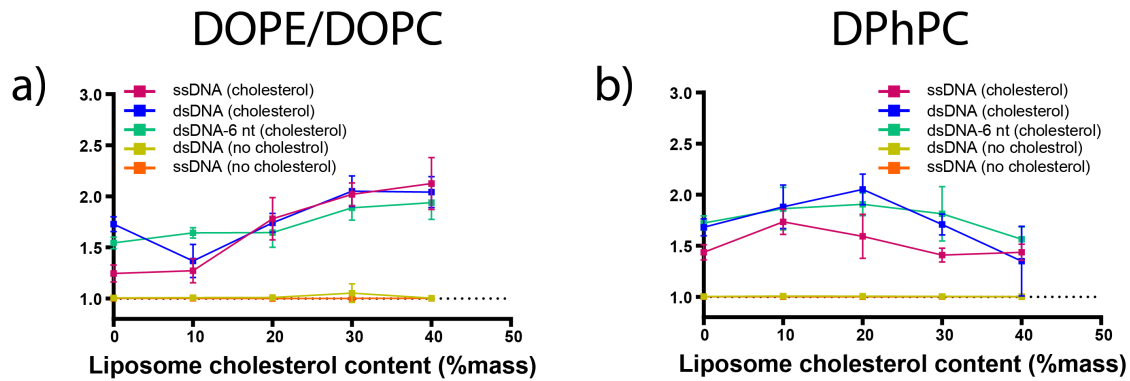 DOPE/DOPC
a)
ssDNA (cholesterol)
dsDNA (cholesterol)
dsDNA-6 nt (cholesterol)
dsDNA (no cholestrol)
ssDNA (no cholesterol)
3.0
2.5
2.0
1.5
1.0
0 10 20 30 40 50
Liposome cholesterol content (%mass)
DPhPC
b)
ssDNA (cholesterol)
dsDNA (cholesterol)
dsDNA-6 nt (cholesterol)
dsDNA (no cholesterol)
ssDNA (no cholesterol)
3.0
2.5
2.0
1.5
1.0
0 10 20 30 40 50
Liposome cholesterol content (%mass)